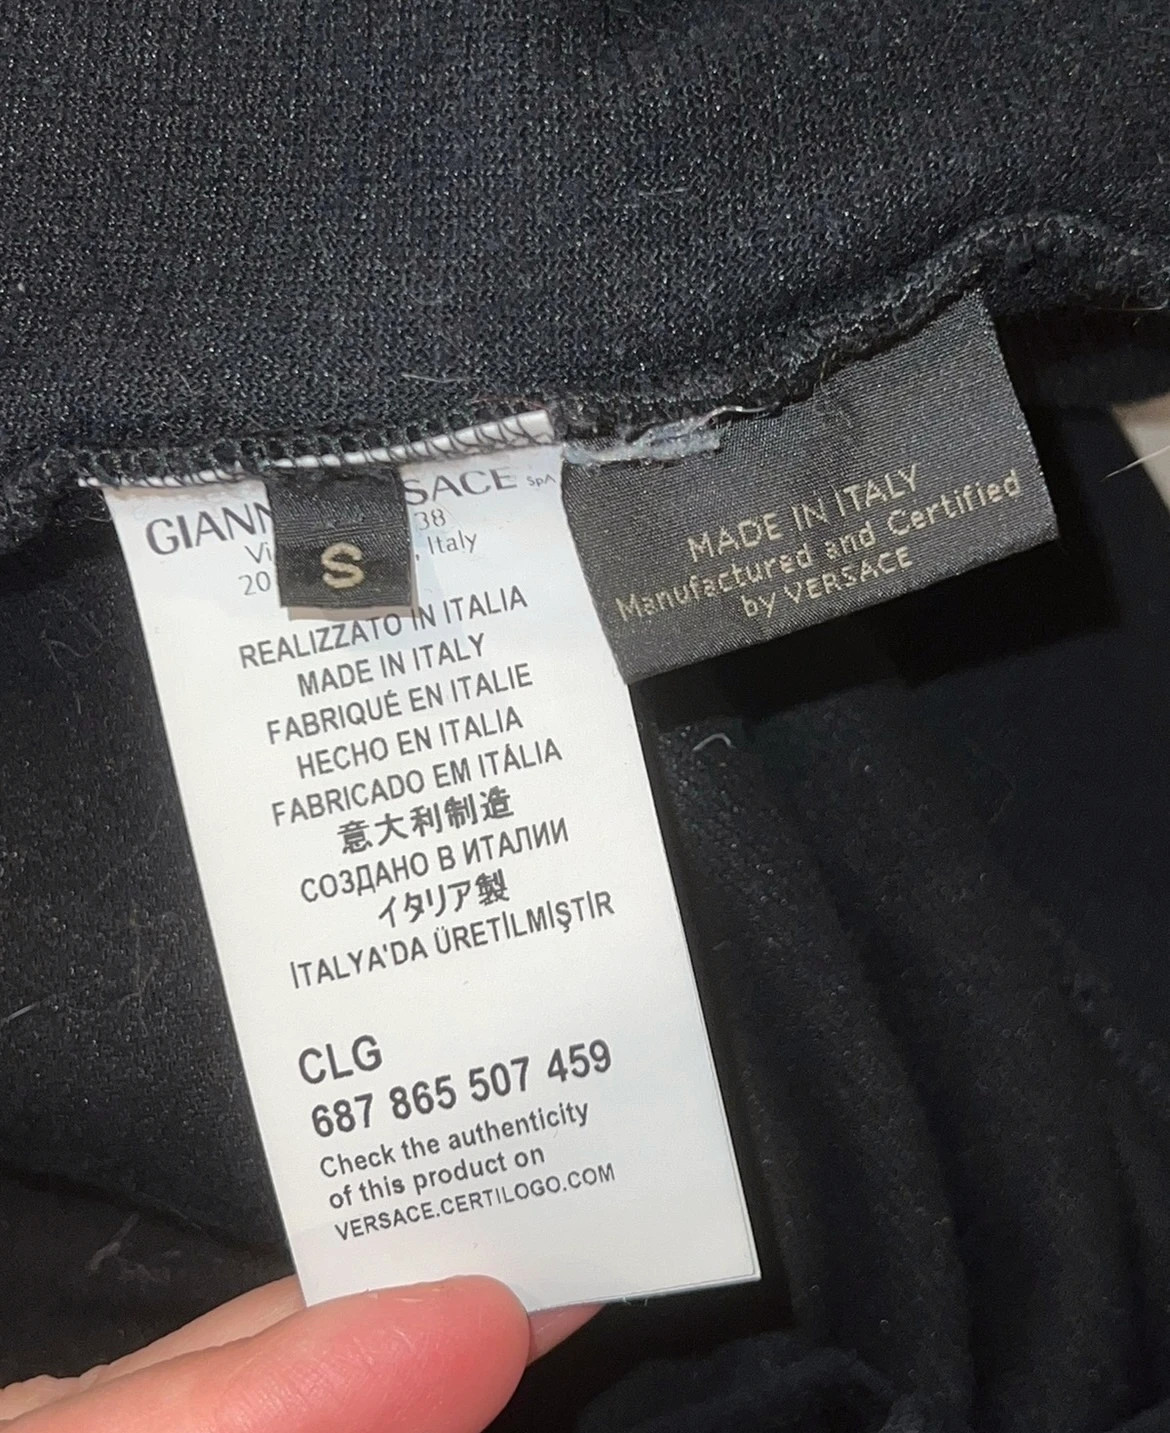 GIANN SACE SpA
Vi 38
20 , Italy
S
REALIZZATO IN ITALIA
MADE IN ITALY
FABRIQUÉ EN ITALIE
HECHO EN ITALIA
FABRICADO EM ITÁLIA
意大利制造
СОЗДАНО В ИТАЛИИ
イタリア製
İTALYA'DA ÜRETİLMİŞTİR
CLG
687 865 507 459
Check the authenticity
of this product on
VERSACE.CERTILOGO.COM
MADE IN ITALY
Manufactured and Certified
by VERSACE